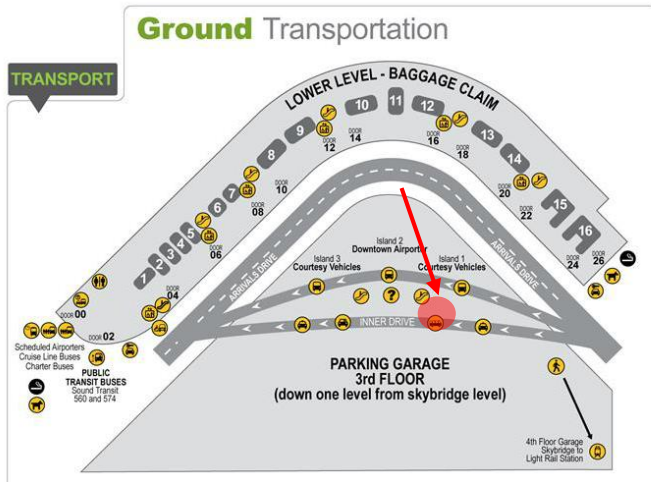 Ground Transportation
TRANSPORT
LOWER LEVEL - BAGGAGE CLAIM
1
2
3
4
5
6
7
8
9
10
11
12
13
14
15
16
DOOR 00
DOOR 02
DOOR 04
DOOR 06
DOOR 08
DOOR 10
DOOR 12
DOOR 14
DOOR 16
DOOR 18
DOOR 20
DOOR 22
DOOR 24
DOOR 26
ARRIVALS DRIVE
ARRIVALS DRIVE
Island 3
Courtesy Vehicles
Island 2
Downtown Airporter
Island 1
Courtesy Vehicles
?
INNER DRIVE
Scheduled Airporters
Cruise Line Buses
Charter Buses
PUBLIC
TRANSIT BUSES
Sound Transit
560 and 574
PARKING GARAGE
3rd FLOOR
(down one level from skybridge level)
4th Floor Garage
Skybridge to
Light Rail Station